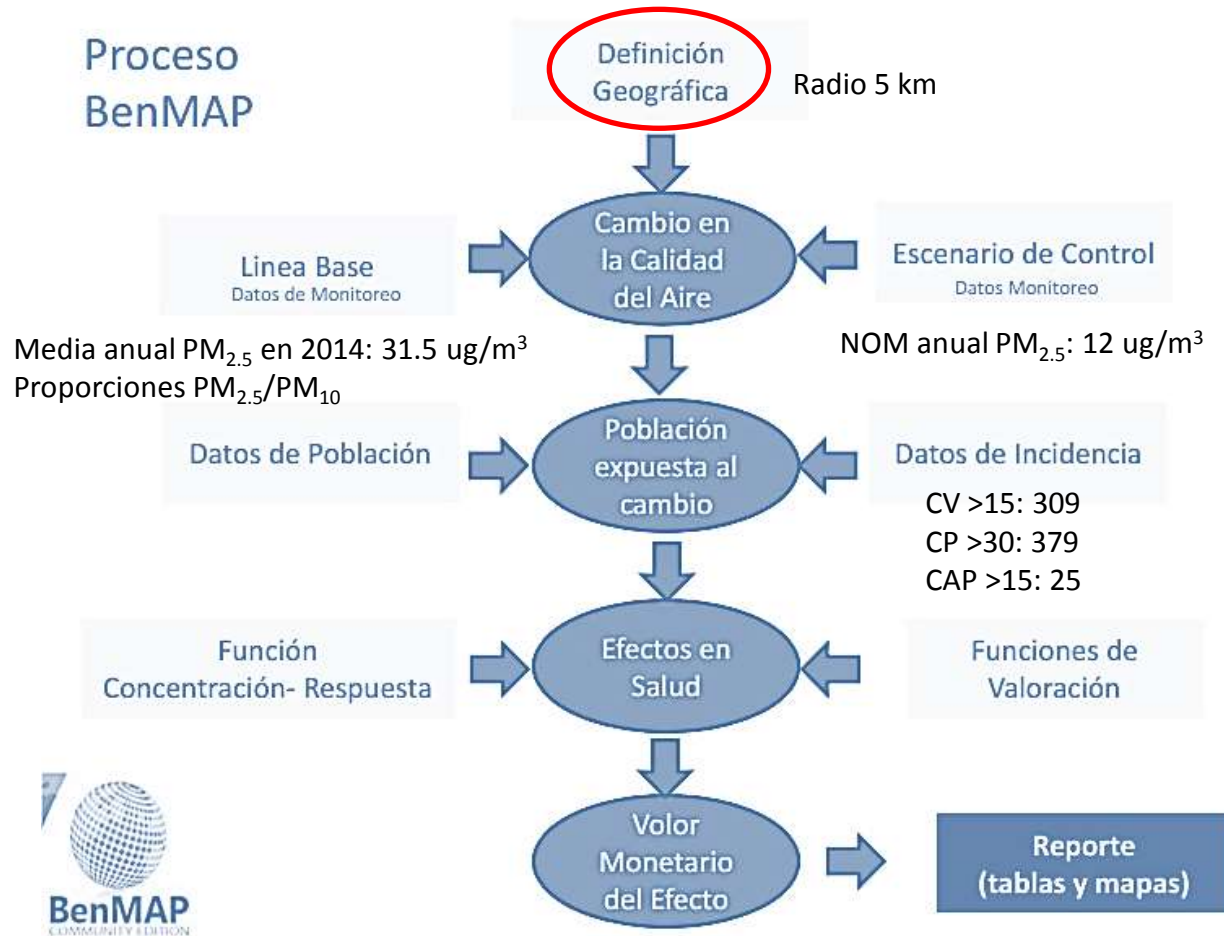 Proceso
BenMAP
Definición
Geográfica
Radio 5 km
Cambio en
la Calidad
del Aire
Linea Base
Datos de Monitoreo
Escenario de Control
Datos Monitoreo
Media anual PM2.5 en 2014: 31.5 ug/m³
Proporciones PM2.5/PM10
NOM anual PM2.5: 12 ug/m³
Datos de Población
Población
expuesta al
cambio
Datos de Incidencia
CV >15: 309
CP >30: 379
CAP >15: 25
Función
Concentración- Respuesta
Efectos en
Salud
Funciones de
Valoración
Volor
Monetario
del Efecto
Reporte
(tablas y mapas)
BenMAP
COMMUNITY EDITION